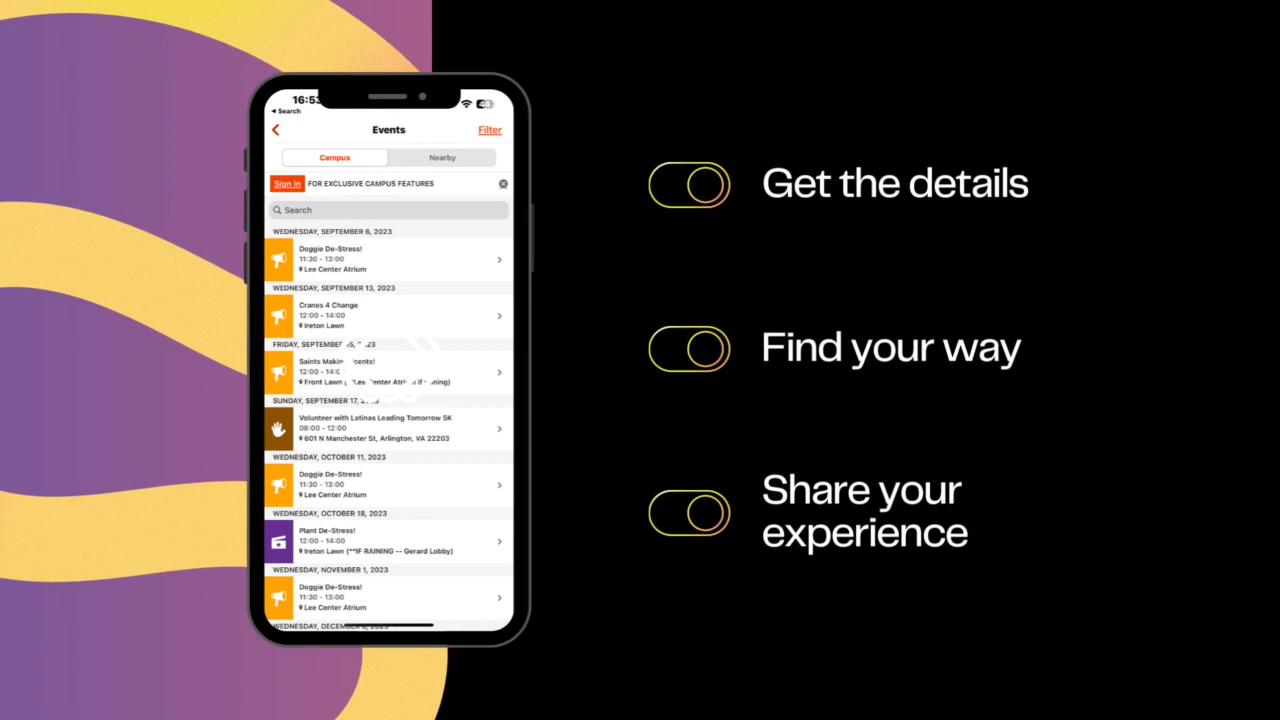 16:53
Search
Events
Filter
Campus
Nearby
Sign In FOR EXCLUSIVE CAMPUS FEATURES
Search
WEDNESDAY, SEPTEMBER 6, 2023
Doggie De-Stress!
11:30 - 13:00
Lee Center Atrium
WEDNESDAY, SEPTEMBER 13, 2023
Cranes 4 Change
12:00 - 14:00
Ireton Lawn
FRIDAY, SEPTEMBER
Saints
12:00
Front Lawn
SUNDAY, SEPTEMBER 17,
Volunteer with Latinas Leading Tomorrow 5K
08:00 - 12:00
601 N Manchester St, Arlington, VA 22203
WEDNESDAY, OCTOBER 11, 2023
Doggie De-Stress!
11:30 - 13:00
Lee Center Atrium
WEDNESDAY, OCTOBER 18, 2023
Plant De-Stress!
12:00 - 14:00
Ireton Lawn (**IF RAINING -- Gerard Lobby)
WEDNESDAY, NOVEMBER 1, 2023
Doggie De-Stress!
11:30 - 13:00
Lee Center Atrium
WEDNESDAY,
Get the details
Find your way
Share your
experience